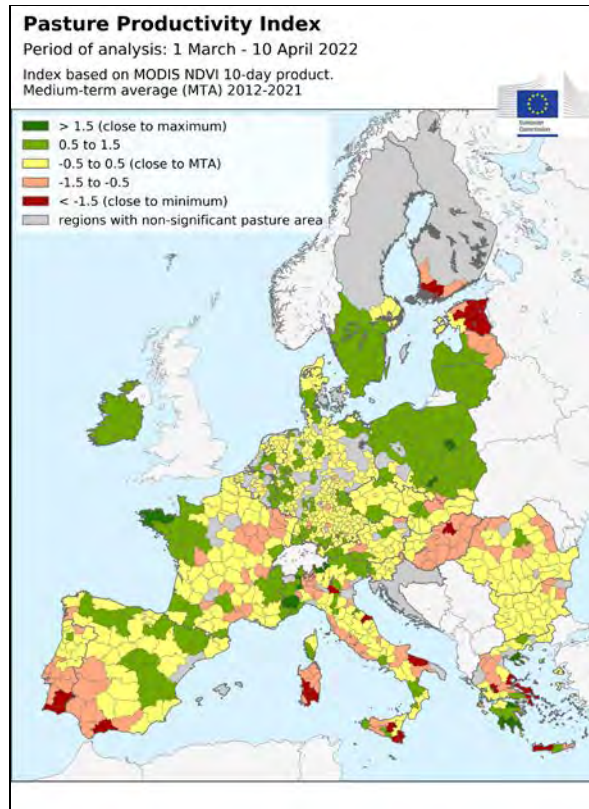 Pasture Productivity Index
Period of analysis: 1 March - 10 April 2022
Index based on MODIS NDVI 10-day product.
Medium-term average (MTA) 2012-2021
European
Commission
> 1.5 (close to maximum)
0.5 to 1.5
-0.5 to 0.5 (close to MTA)
-1.5 to -0.5
< -1.5 (close to minimum)
regions with non-significant pasture area